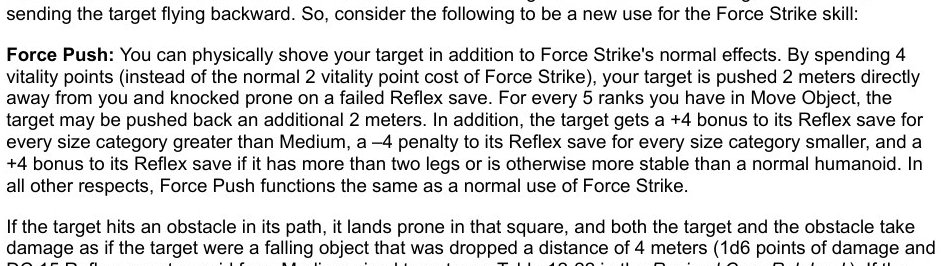 sending the target flying backward. So, consider the following to be a new use for the Force Strike skill:
Force Push: You can physically shove your target in addition to Force Strike's normal effects. By spending 4
vitality points (instead of the normal 2 vitality point cost of Force Strike), your target is pushed 2 meters directly
away from you and knocked prone on a failed Reflex save. For every 5 ranks you have in Move Object, the
target may be pushed back an additional 2 meters. In addition, the target gets a +4 bonus to its Reflex save for
every size category greater than Medium, a –4 penalty to its Reflex save for every size category smaller, and a
+4 bonus to its Reflex save if it has more than two legs or is otherwise more stable than a normal humanoid. In
all other respects, Force Push functions the same as a normal use of Force Strike.
If the target hits an obstacle in its path, it lands prone in that square, and both the target and the obstacle take
damage as if the target were a falling object that was dropped a distance of 4 meters (1d6 points of damage and